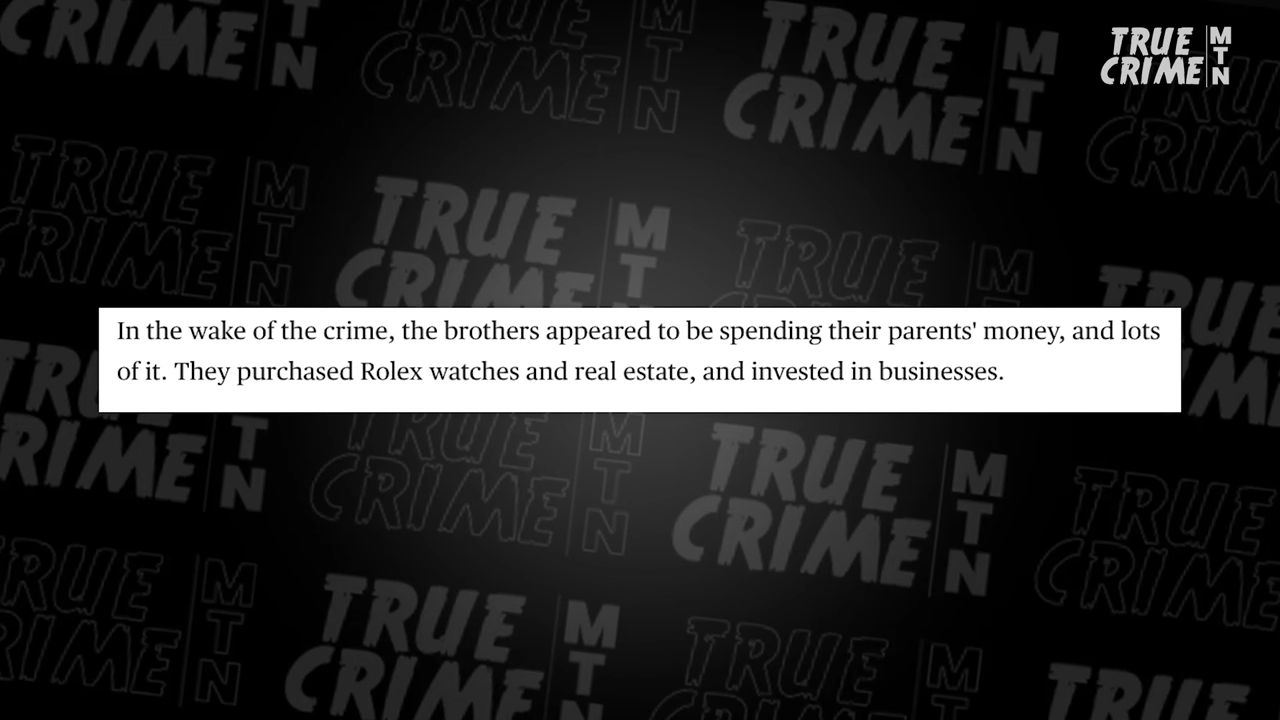 TRUE
CRIME
MTN
In the wake of the crime, the brothers appeared to be spending their parents' money, and lots
of it. They purchased Rolex watches and real estate, and invested in businesses.